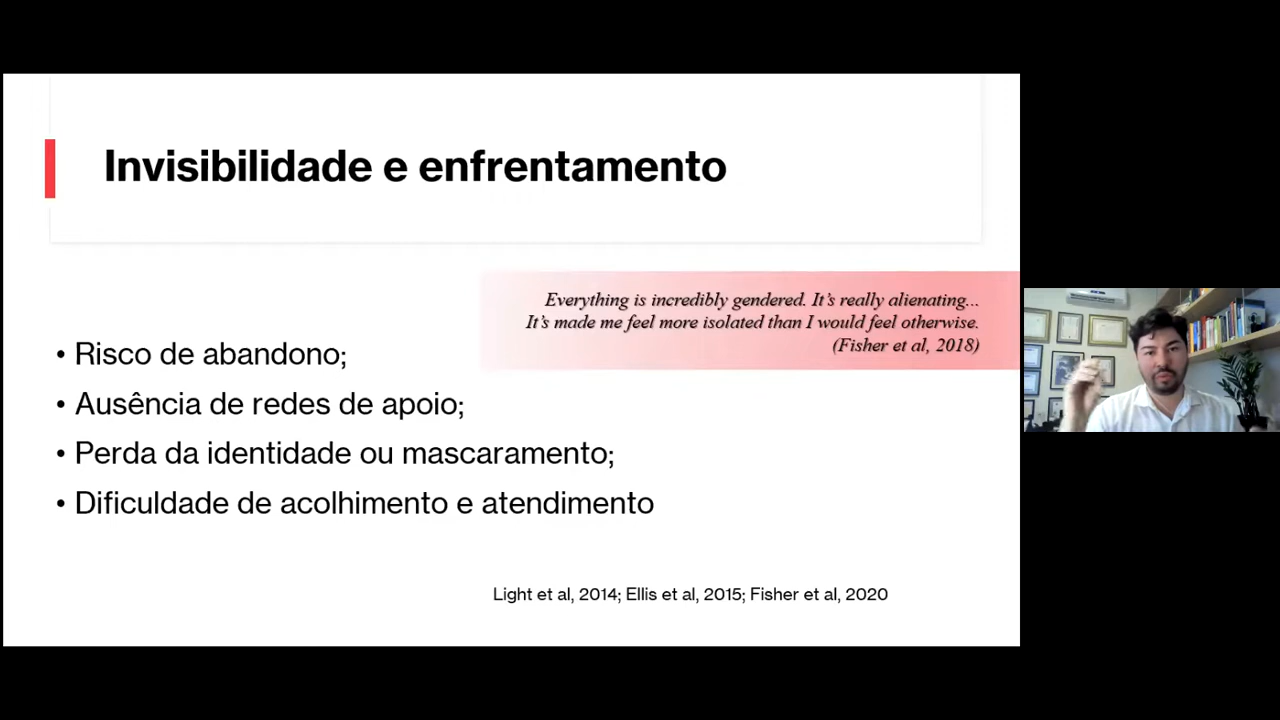 Invisibilidade e enfrentamento
Everything is incredibly gendered. It's really alienating...
It's made me feel more isolated than I would feel otherwise.
(Fisher et al, 2018)
• Risco de abandono;
• Ausência de redes de apoio;
• Perda da identidade ou mascaramento;
• Dificuldade de acolhimento e atendimento
Light et al, 2014; Ellis et al, 2015; Fisher et al, 2020